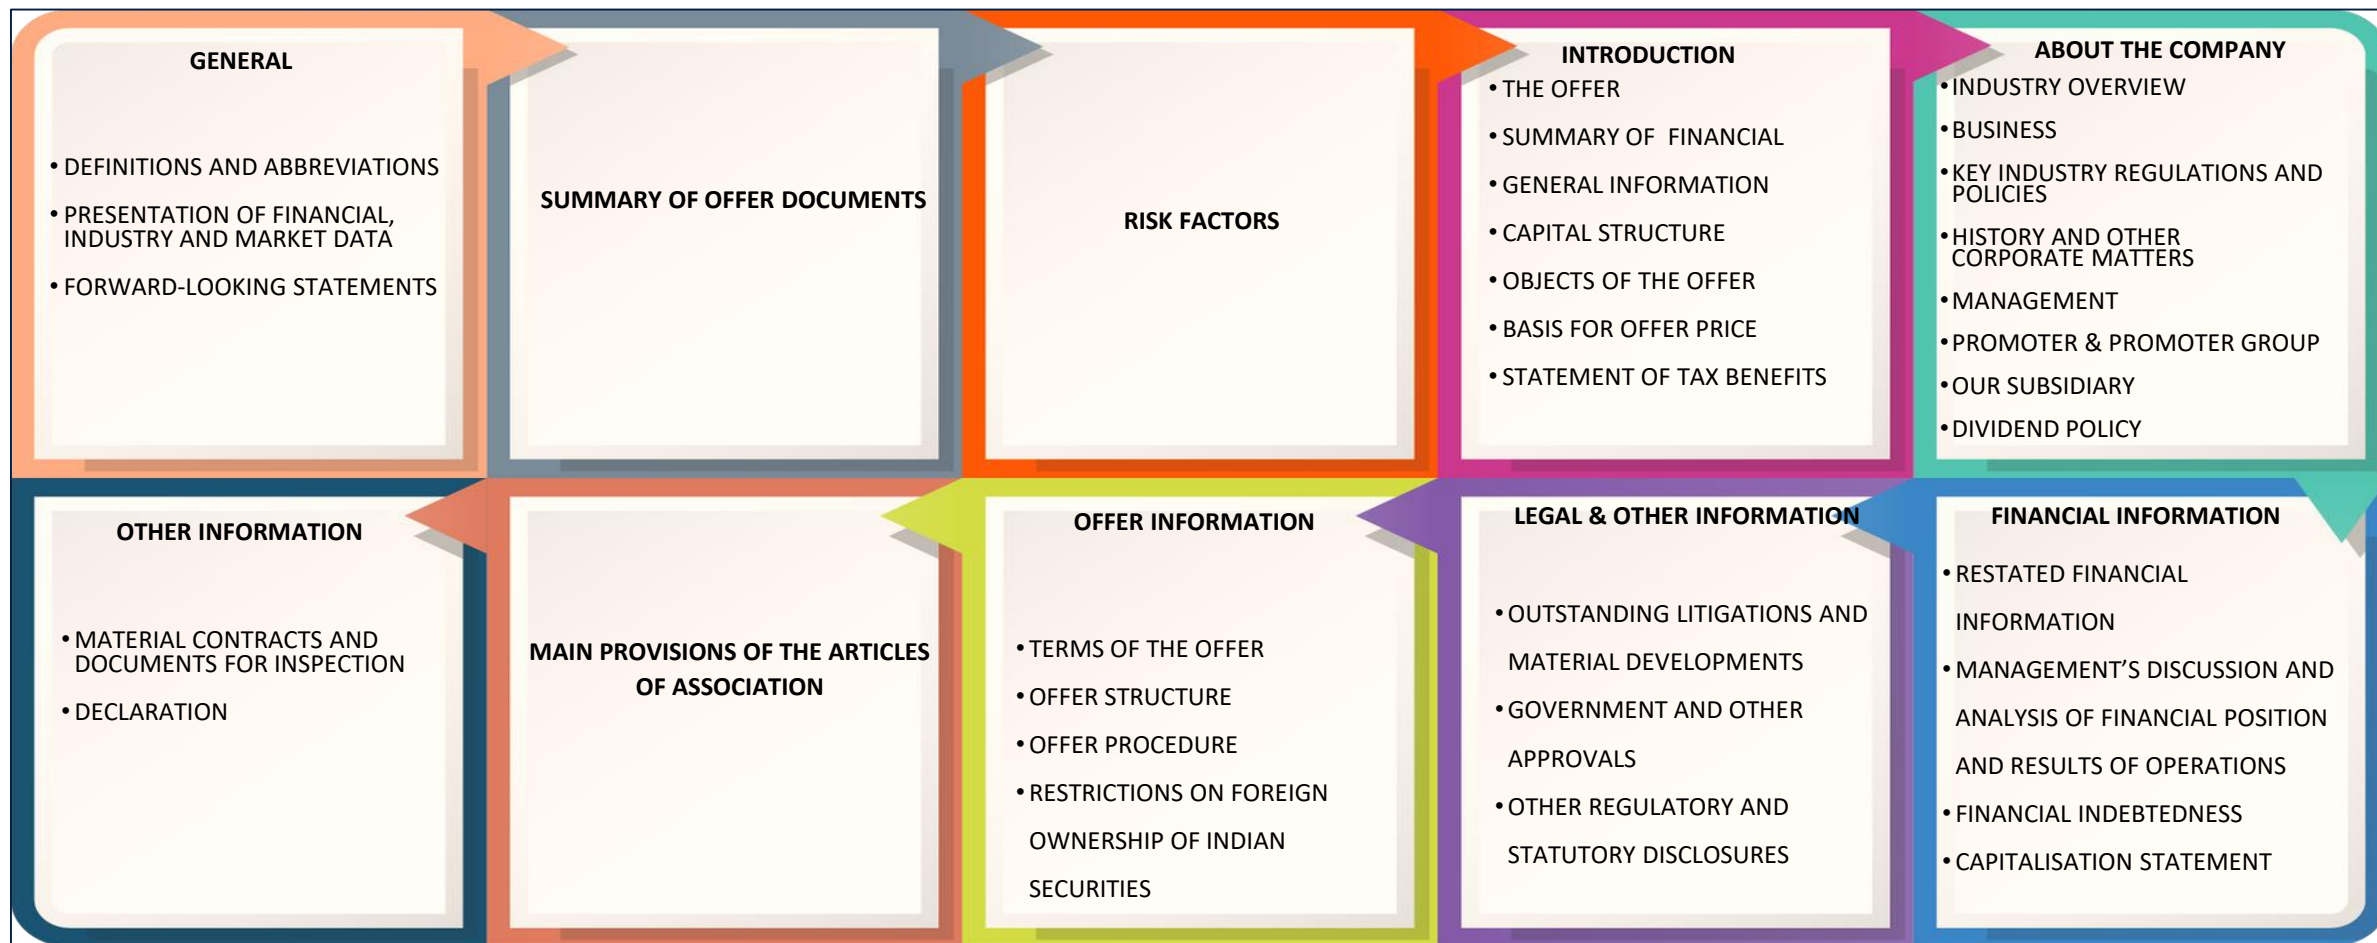 GENERAL
• DEFINITIONS AND ABBREVIATIONS
• PRESENTATION OF FINANCIAL,
INDUSTRY AND MARKET DATA
• FORWARD-LOOKING STATEMENTS
SUMMARY OF OFFER DOCUMENTS
RISK FACTORS
INTRODUCTION
• THE OFFER
• SUMMARY OF FINANCIAL
• GENERAL INFORMATION
• CAPITAL STRUCTURE
• OBJECTS OF THE OFFER
• BASIS FOR OFFER PRICE
• STATEMENT OF TAX BENEFITS
ABOUT THE COMPANY
• INDUSTRY OVERVIEW
• BUSINESS
• KEY INDUSTRY REGULATIONS AND
POLICIES
• HISTORY AND OTHER
CORPORATE MATTERS
• MANAGEMENT
• PROMOTER & PROMOTER GROUP
• OUR SUBSIDIARY
• DIVIDEND POLICY
FINANCIAL INFORMATION
• RESTATED FINANCIAL
INFORMATION
• MANAGEMENT’S DISCUSSION AND
ANALYSIS OF FINANCIAL POSITION
AND RESULTS OF OPERATIONS
• FINANCIAL INDEBTEDNESS
• CAPITALISATION STATEMENT
LEGAL & OTHER INFORMATION
• OUTSTANDING LITIGATIONS AND
MATERIAL DEVELOPMENTS
• GOVERNMENT AND OTHER
APPROVALS
• OTHER REGULATORY AND
STATUTORY DISCLOSURES
OFFER INFORMATION
• TERMS OF THE OFFER
• OFFER STRUCTURE
• OFFER PROCEDURE
• RESTRICTIONS ON FOREIGN
OWNERSHIP OF INDIAN
SECURITIES
MAIN PROVISIONS OF THE ARTICLES
OF ASSOCIATION
OTHER INFORMATION
• MATERIAL CONTRACTS AND
DOCUMENTS FOR INSPECTION
• DECLARATION